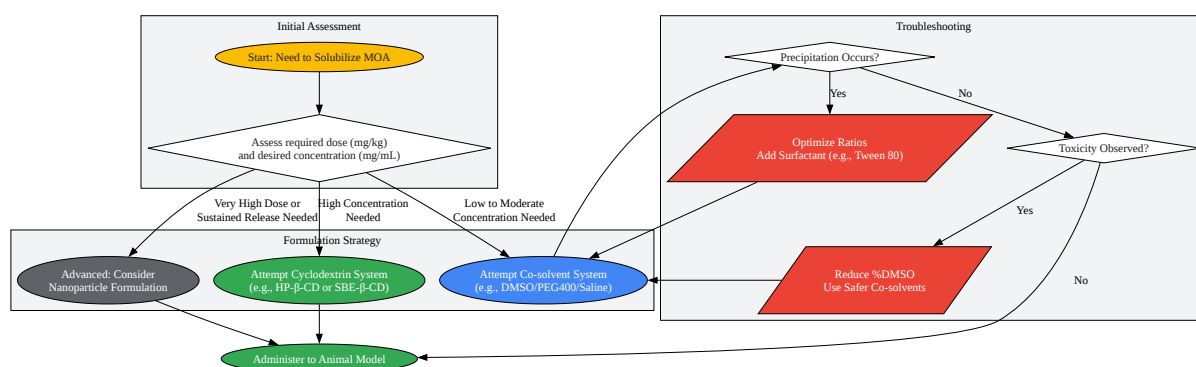 Initial Assessment
Start: Need to Solubilize MOA
Assess required dose (mg/kg)
and desired concentration (mg/mL)
Very High Dose or
Sustained Release Needed
High Concentration
Needed
Low to Moderate
Concentration Needed
Formulation Strategy
Advanced: Consider
Nanoparticle Formulation
Attempt Cyclodextrin System
(e.g., HP-β-CD or SBE-β-CD)
Attempt Co-solvent System
(e.g., DMSO/PEG400/Saline)
Administer to Animal Model
Troubleshooting
Precipitation Occurs?
Yes
No
Optimize Ratios
Add Surfactant (e.g., Tween 80)
Toxicity Observed?
Yes
Reduce %DMSO
Use Safer Co-solvents
No